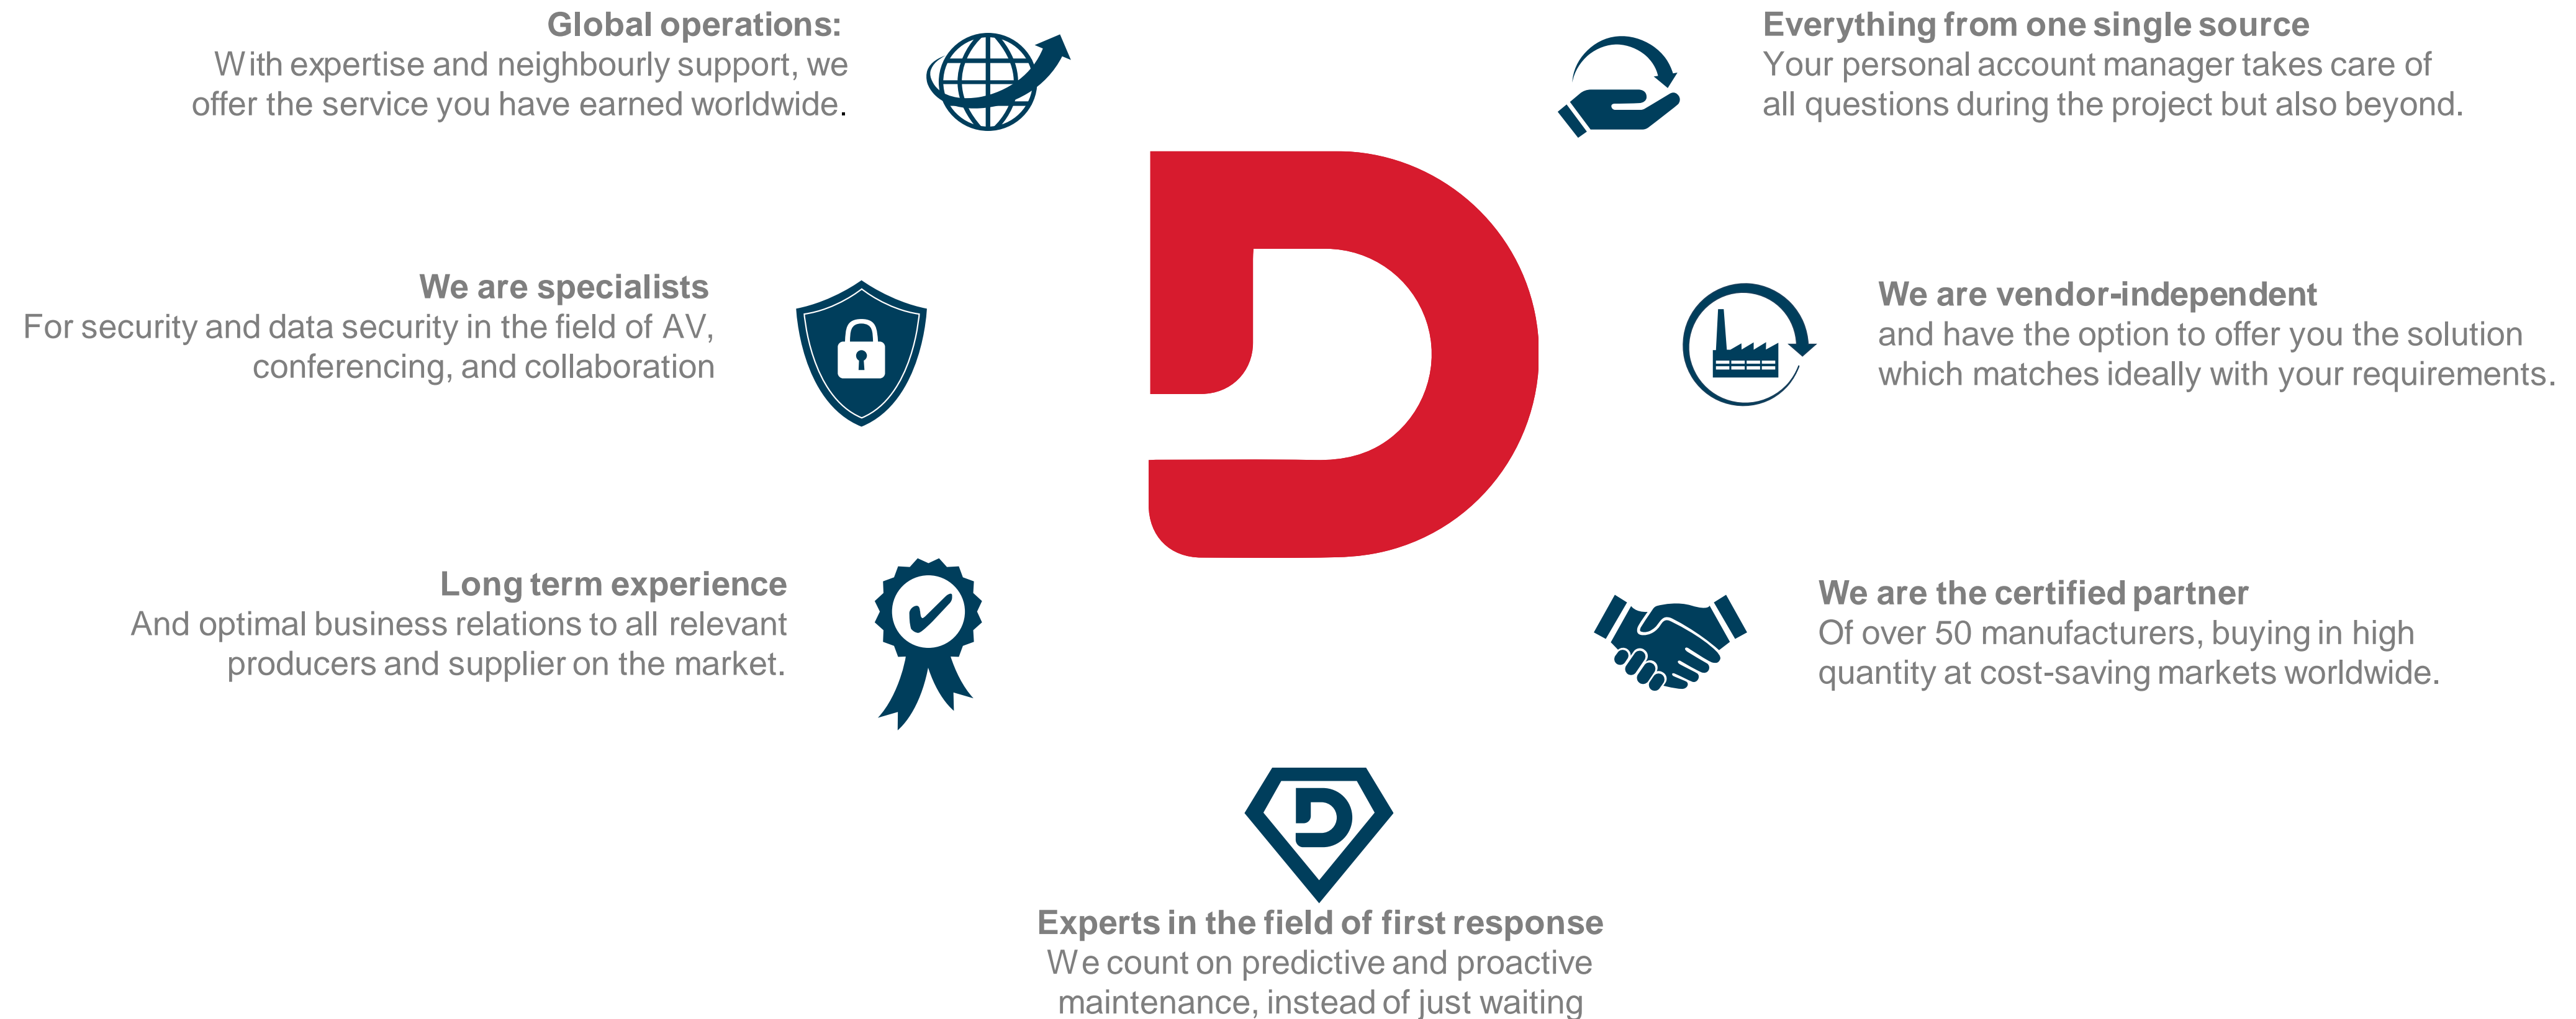 Global operations:
With expertise and neighbourly support, we
offer the service you have earned worldwide.
Everything from one single source
Your personal account manager takes care of
all questions during the project but also beyond.
We are specialists
For security and data security in the field of AV,
conferencing, and collaboration
We are vendor-independent
and have the option to offer you the solution
which matches ideally with your requirements.
Long term experience
And optimal business relations to all relevant
producers and supplier on the market.
We are the certified partner
Of over 50 manufacturers, buying in high
quantity at cost-saving markets worldwide.
D
D
Experts in the field of first response
We count on predictive and proactive
maintenance, instead of just waiting